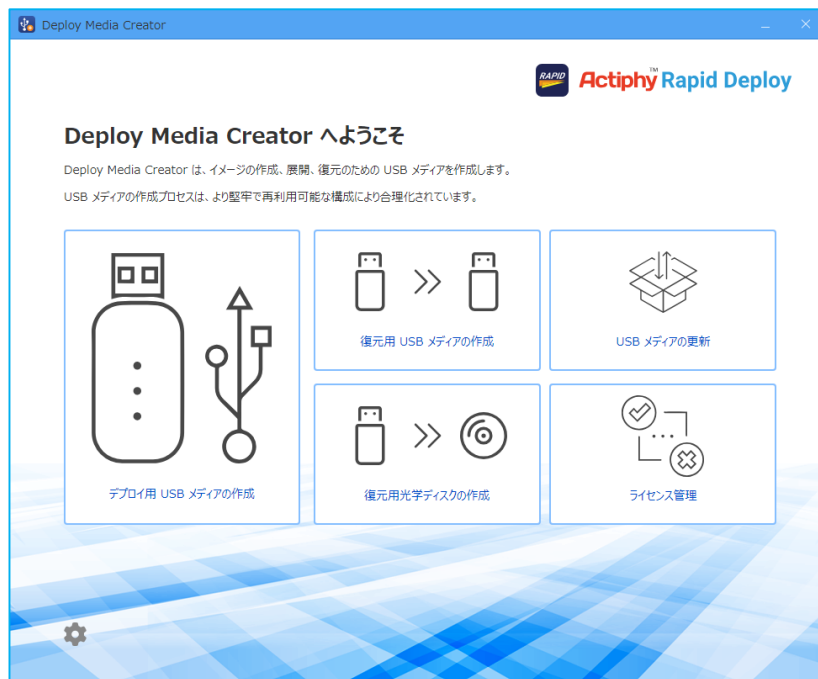 Deploy Media Creator
RAPID Actiphy™ Rapid Deploy
Deploy Media Creator へようこそ
Deploy Media Creator は、イメージの作成、展開、復元のための USB メディアを作成します。
USB メディアの作成プロセスは、より堅牢で再利用可能な構成により合理化されています。
復元用 USB メディアの作成
USB メディアの更新
デプロイ用 USB メディアの作成
復元用光学ディスクの作成
ライセンス管理